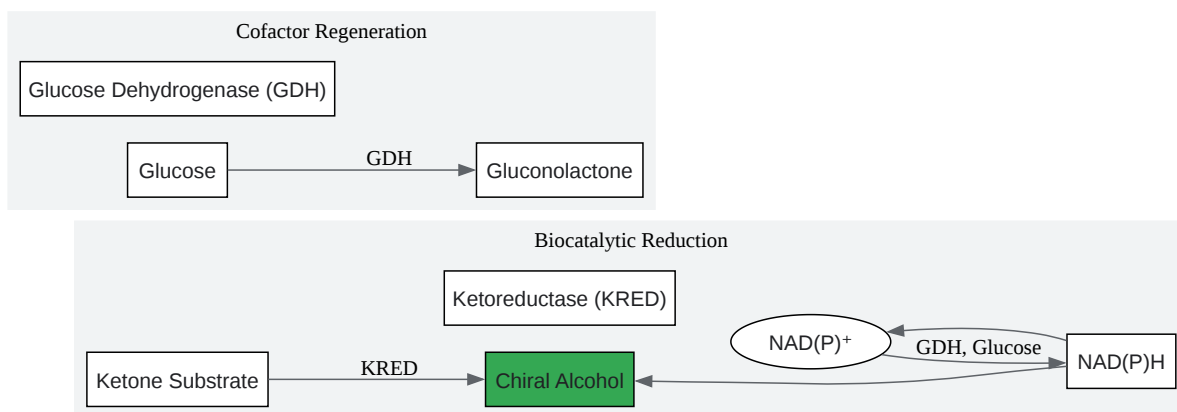 Cofactor Regeneration
Glucose Dehydrogenase (GDH)
Glucose
GDH
Gluconolactone
Biocatalytic Reduction
Ketoreductase (KRED)
NAD(P)⁺
GDH, Glucose
NAD(P)H
Ketone Substrate
KRED
Chiral Alcohol